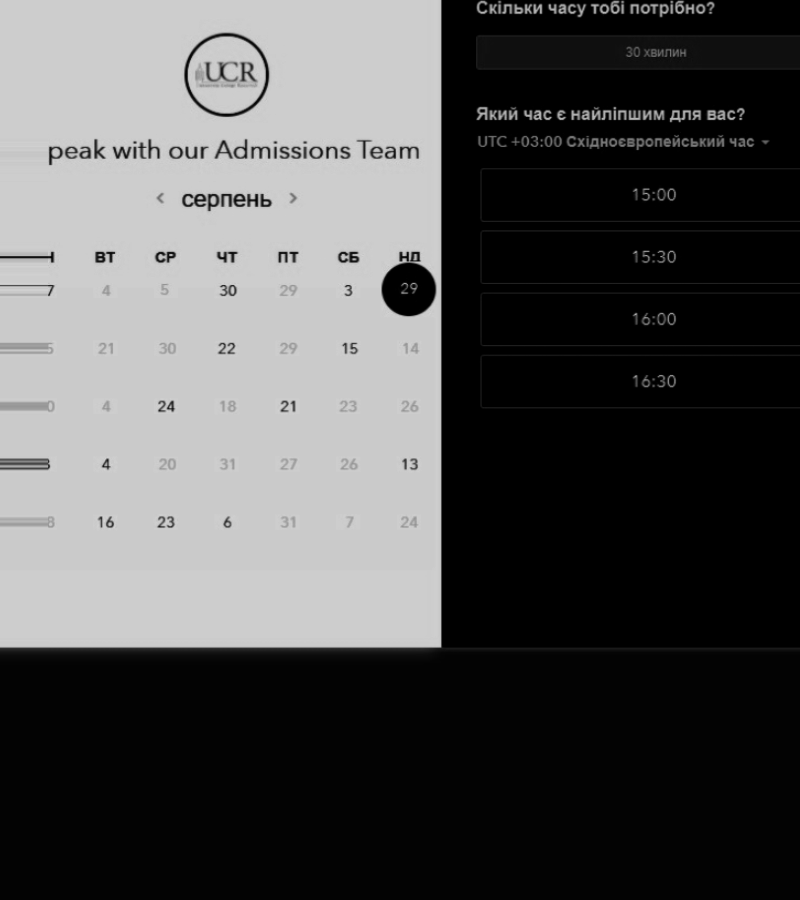 UCR
peak with our Admissions Team
серпень
ВТ СР ЧТ ПТ СБ НД
7 4 5 30 29 3 29
5 21 30 22 29 15 14
0 4 24 18 21 23 26
4 20 31 27 26 13
8 16 23 6 31 7 24
Скільки часу тобі потрібно?
30 хвилин
Який час є найліпшим для вас?
UTC +03:00 Східноєвропейський час
15:00
15:30
16:00
16:30